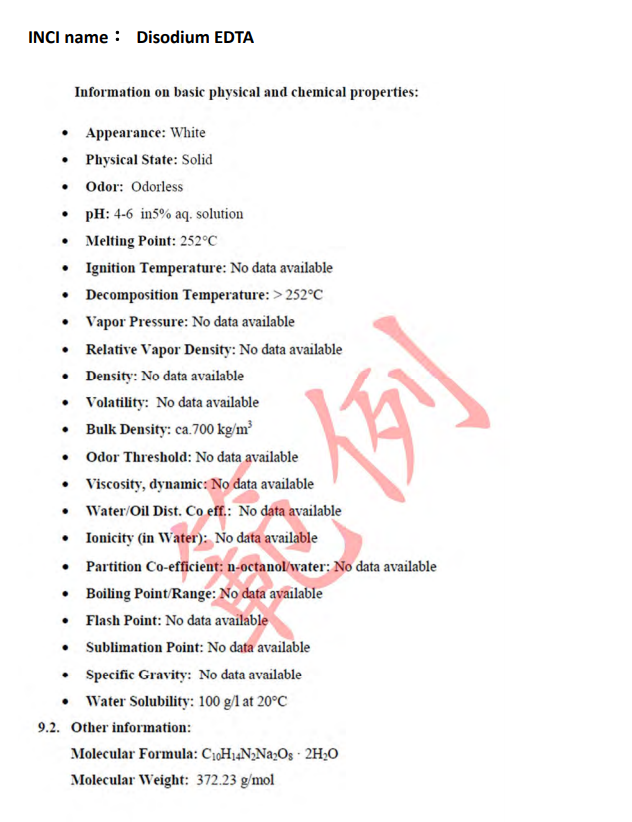 INCI name： Disodium EDTA
Information on basic physical and chemical properties:
• Appearance: White
• Physical State: Solid
• Odor: Odorless
• pH: 4-6 in5% aq. solution
• Melting Point: 252°C
• Ignition Temperature: No data available
• Decomposition Temperature: > 252°C
• Vapor Pressure: No data available
• Relative Vapor Density: No data available
• Density: No data available
• Volatility: No data available
• Bulk Density: ca.700 kg/m³
• Odor Threshold: No data available
• Viscosity, dynamic: No data available
• Water/Oil Dist. Co eff.: No data available
• Ionicity (in Water): No data available
• Partition Co-efficient: n-octanol/water: No data available
• Boiling Point/Range: No data available
• Flash Point: No data available
• Sublimation Point: No data available
• Specific Gravity: No data available
• Water Solubility: 100 g/l at 20°C
9.2. Other information:
Molecular Formula: C₁₀H₁₄N₂Na₂O₈ · 2H₂O
Molecular Weight: 372.23 g/mol
範例